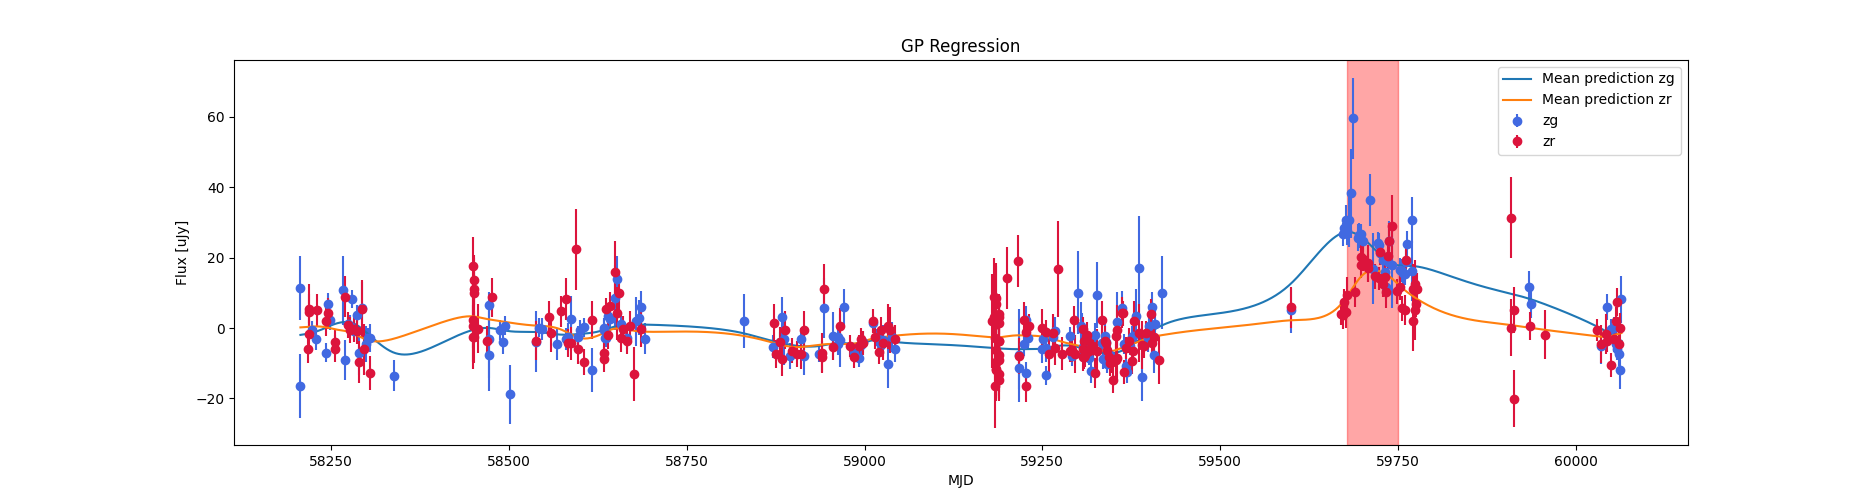 GP Regression
Mean prediction zg
Mean prediction zr
zg
zr
Flux [uJy]
60
40
20
0
−20
58250
58500
58750
59000
59250
59500
59750
60000
MJD